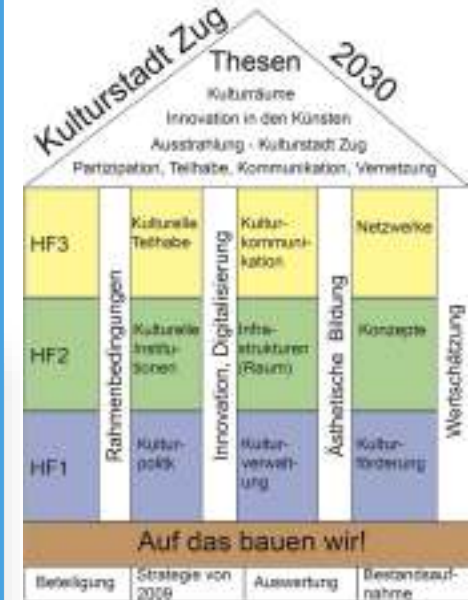 Kulturstadt Zug
2030
Thesen
Kulturräume
Innovation in den Künsten
Ausstrahlung - Kulturstadt Zug
Partizipation, Teilhabe, Kommunikation, Vernetzung
HF3
Kulturelle
Teilhabe
Kultur-
kommuni-
kation
Netzwerke
HF2
Kulturelle
Institu-
tionen
Infra-
strukturen
(Raum)
Konzepte
HF1
Kultur-
politik
Kultur-
verwalt-
ung
Kultur-
förderung
Rahmenbedingungen
Innovation, Digitalisierung
Ästhetische Bildung
Wertschätzung
Auf das bauen wir!
Beteiligung
Strategie von
2009
Auswertung
Bestandsauf-
nahme